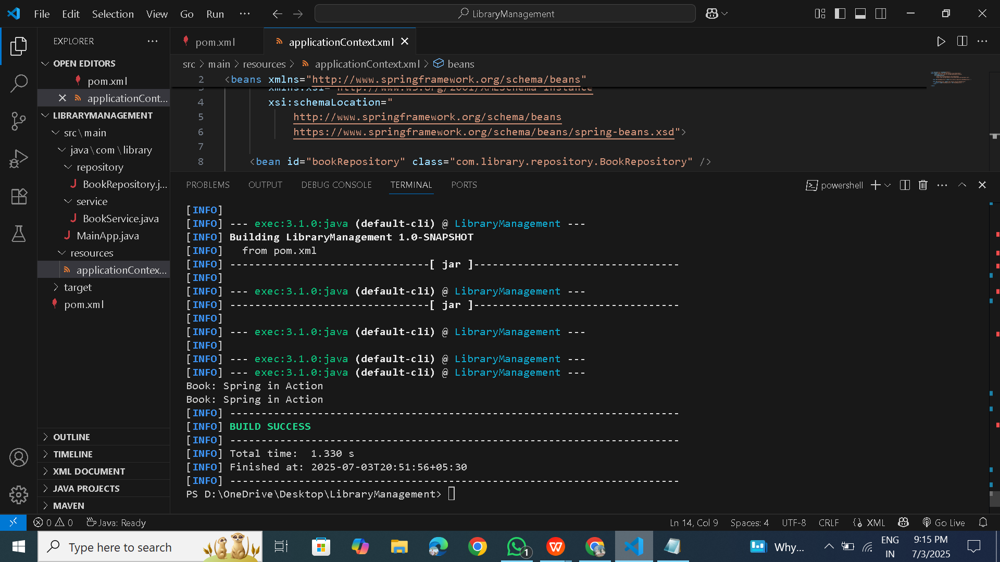 File Edit Selection View Go Run ··· LibraryManagement
EXPLORER ···
OPEN EDITORS
pom.xml
applicationCont...
LIBRARYMANAGEMENT
src\main
java\com\library
repository
BookRepository.j...
service
BookService.java
MainApp.java
resources
applicationContex...
target
pom.xml
OUTLINE
TIMELINE
XML DOCUMENT
JAVA PROJECTS
MAVEN
pom.xml applicationContext.xml
src > main > resources > applicationContext.xml > beans
2 <beans xmlns="http://www.springframework.org/schema/beans"
3 xmlns:xsi="http://www.w3.org/2001/XMLSchema-instance"
4 xsi:schemaLocation="
5 http://www.springframework.org/schema/beans
6 https://www.springframework.org/schema/beans/spring-beans.xsd">
7
8 <bean id="bookRepository" class="com.library.repository.BookRepository" />
PROBLEMS OUTPUT DEBUG CONSOLE TERMINAL PORTS powershell
[INFO]
[INFO] --- exec:3.1.0:java (default-cli) @ LibraryManagement ---
[INFO] Building LibraryManagement 1.0-SNAPSHOT
[INFO]   from pom.xml
[INFO] --------------------------------[ jar ]---------------------------------
[INFO]
[INFO] --- exec:3.1.0:java (default-cli) @ LibraryManagement ---
[INFO] --------------------------------[ jar ]---------------------------------
[INFO]
[INFO] --- exec:3.1.0:java (default-cli) @ LibraryManagement ---
[INFO]
[INFO] --- exec:3.1.0:java (default-cli) @ LibraryManagement ---
[INFO] --- exec:3.1.0:java (default-cli) @ LibraryManagement ---
Book: Spring in Action
Book: Spring in Action
[INFO] ------------------------------------------------------------------------
[INFO] BUILD SUCCESS
[INFO] ------------------------------------------------------------------------
[INFO] Total time:  1.330 s
[INFO] Finished at: 2025-07-03T20:51:56+05:30
[INFO] ------------------------------------------------------------------------
PS D:\OneDrive\Desktop\LibraryManagement>
0 0 Java: Ready Ln 14, Col 9 Spaces: 4 UTF-8 CRLF XML Go Live
Type here to search 1 Why... ENG 9:15 PM
IN 7/3/2025